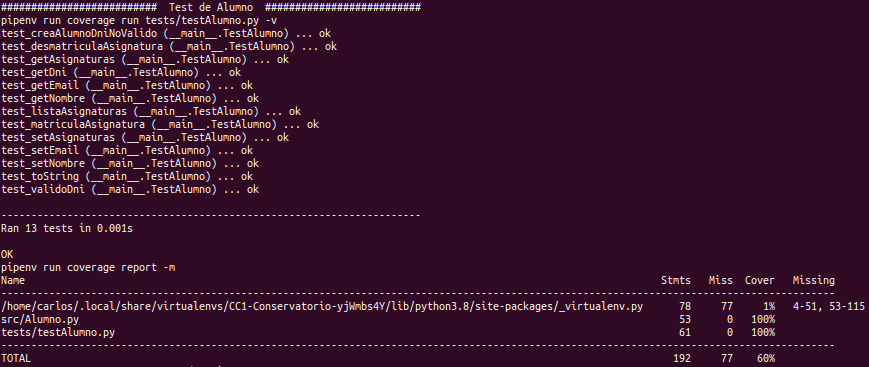 ########################## Test de Alumno ##########################
pipenv run coverage run tests/testAlumno.py -v
test_creaAlumnoDniNoValido (__main__.TestAlumno) ... ok
test_desmatriculaAsignatura (__main__.TestAlumno) ... ok
test_getAsignaturas (__main__.TestAlumno) ... ok
test_getDni (__main__.TestAlumno) ... ok
test_getEmail (__main__.TestAlumno) ... ok
test_getNombre (__main__.TestAlumno) ... ok
test_listaAsignaturas (__main__.TestAlumno) ... ok
test_matriculaAsignatura (__main__.TestAlumno) ... ok
test_setAsignaturas (__main__.TestAlumno) ... ok
test_setEmail (__main__.TestAlumno) ... ok
test_setNombre (__main__.TestAlumno) ... ok
test_toString (__main__.TestAlumno) ... ok
test_validoDni (__main__.TestAlumno) ... ok
----------------------------------------------------------------------
Ran 13 tests in 0.001s
OK
pipenv run coverage report -m
Name Stmts Miss Cover Missing
-------------------------------------------------------------------------------------------------------------------------------------------
/home/carlos/.local/share/virtualenvs/CC1-Conservatorio-yjWmbs4Y/lib/python3.8/site-packages/_virtualenv.py 78 77 1% 4-51, 53-115
src/Alumno.py 53 0 100%
tests/testAlumno.py 61 0 100%
-------------------------------------------------------------------------------------------------------------------------------------------
TOTAL 192 77 60%